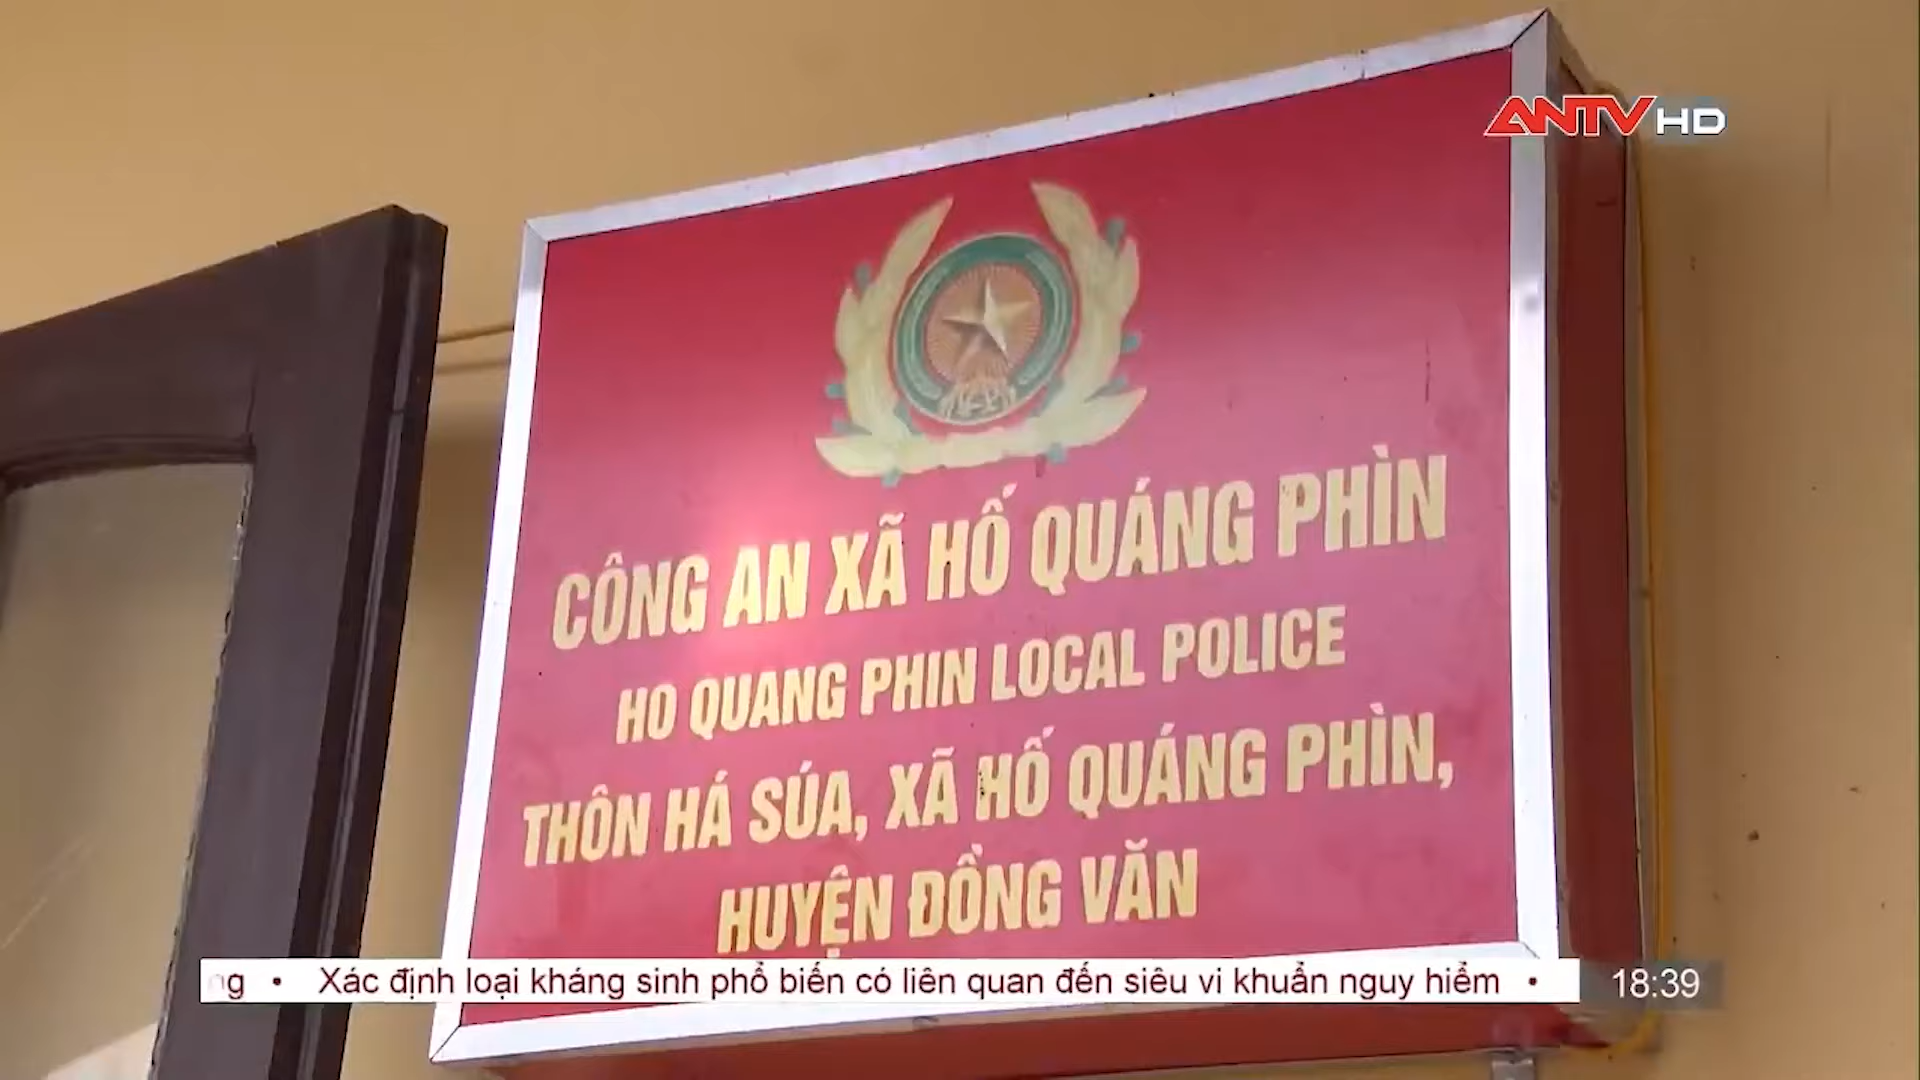 ANTV HD
CÔNG AN XÃ HỐ QUÁNG PHÌN
HO QUANG PHIN LOCAL POLICE
THÔN HÁ SÚA, XÃ HỐ QUÁNG PHÌN,
HUYỆN ĐỒNG VĂN
• Xác định loại kháng sinh phổ biến có liên quan đến siêu vi khuẩn nguy hiểm •
18:39